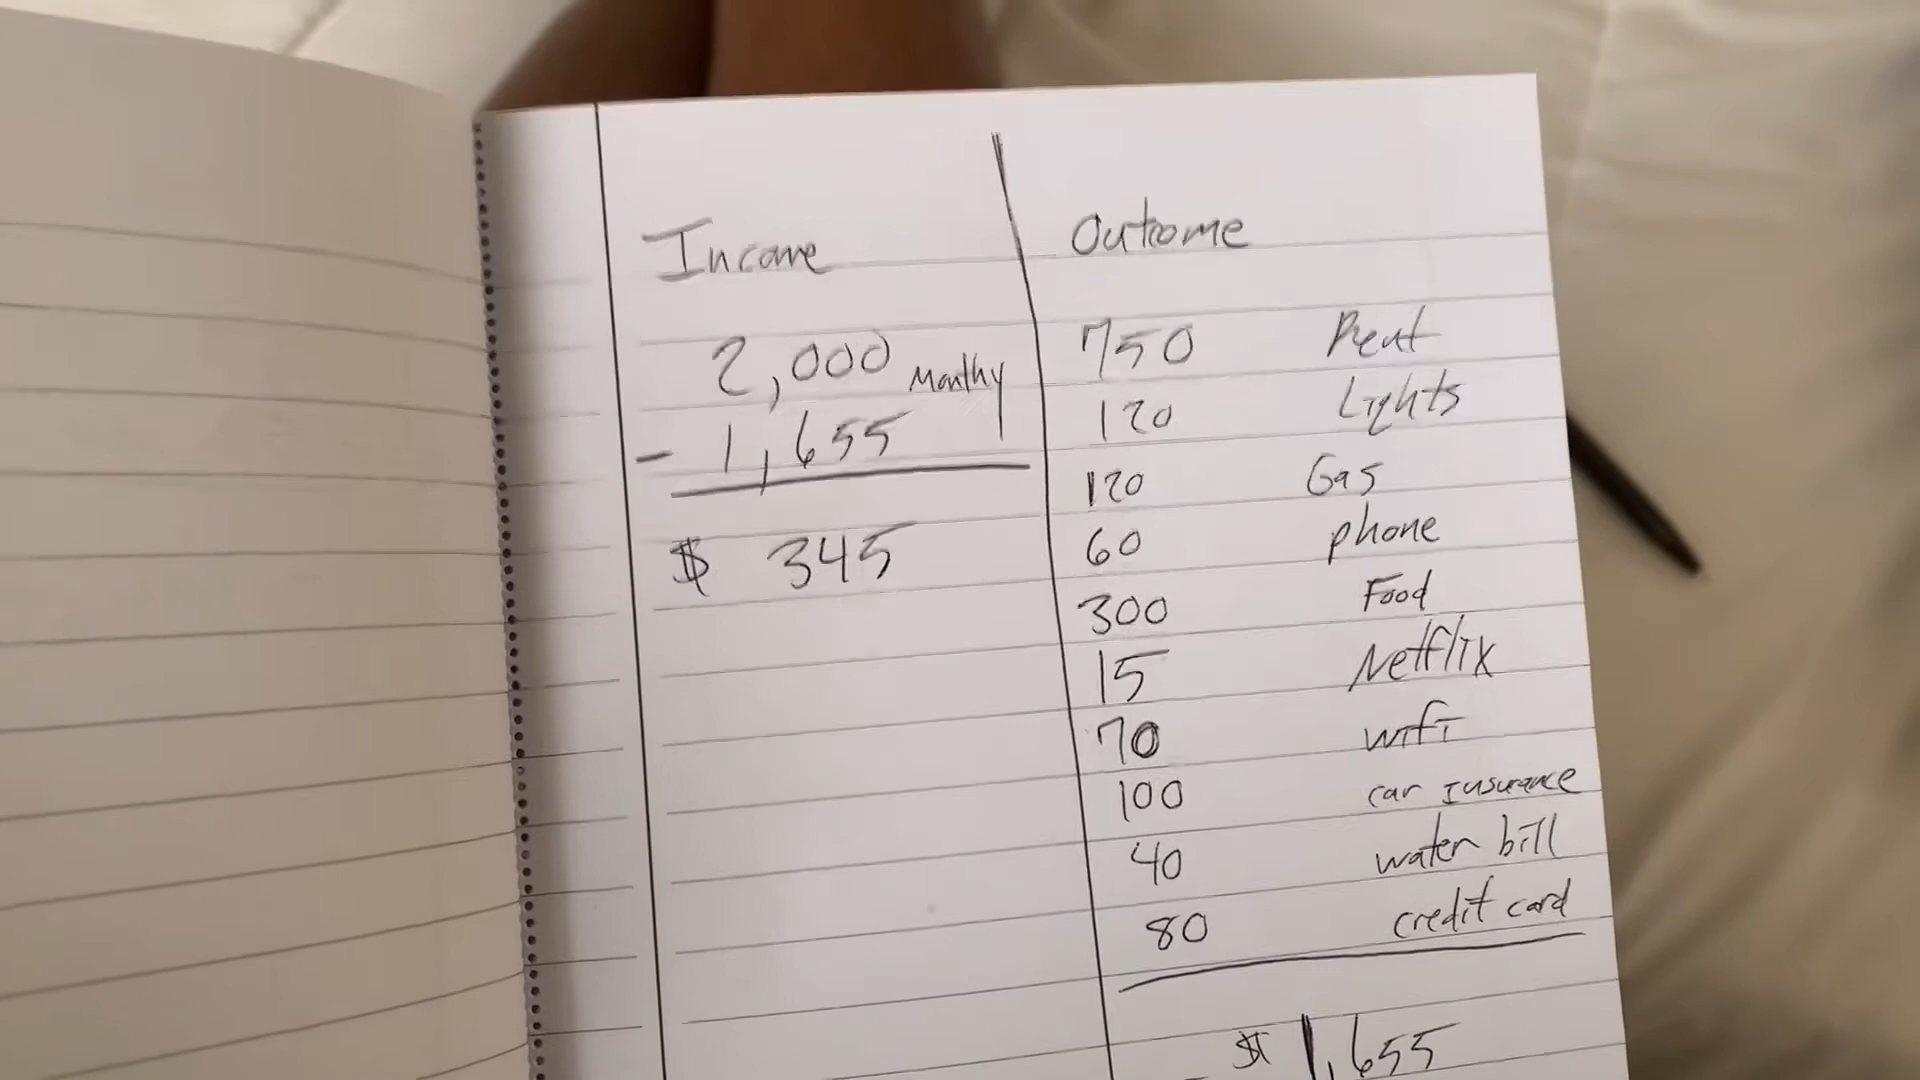 Income
2,000 Monthy
- 1,655
$ 345
Outcome
750 Rent
120 Lights
120 Gas
60 phone
300 Food
15 Netflix
70 wifi
100 car insurance
40 water bill
80 credit card
$ 1,655